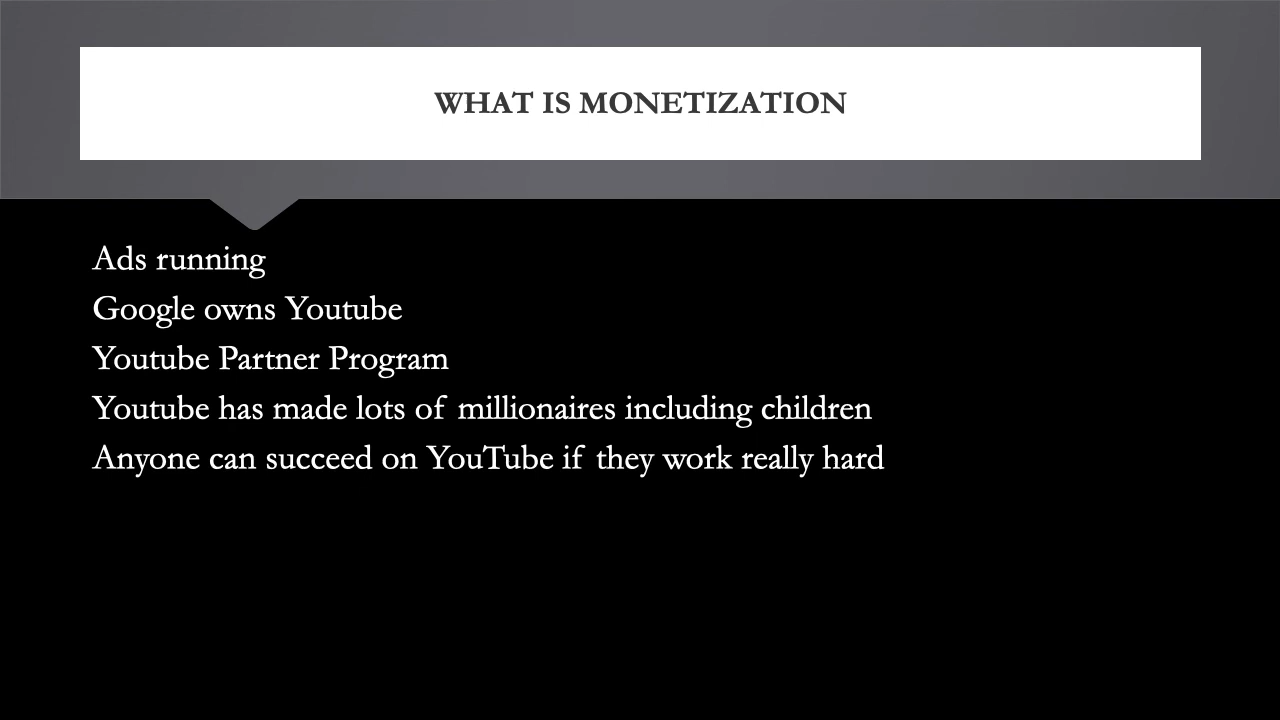 WHAT IS MONETIZATION
Ads running
Google owns Youtube
Youtube Partner Program
Youtube has made lots of millionaires including children
Anyone can succeed on YouTube if they work really hard